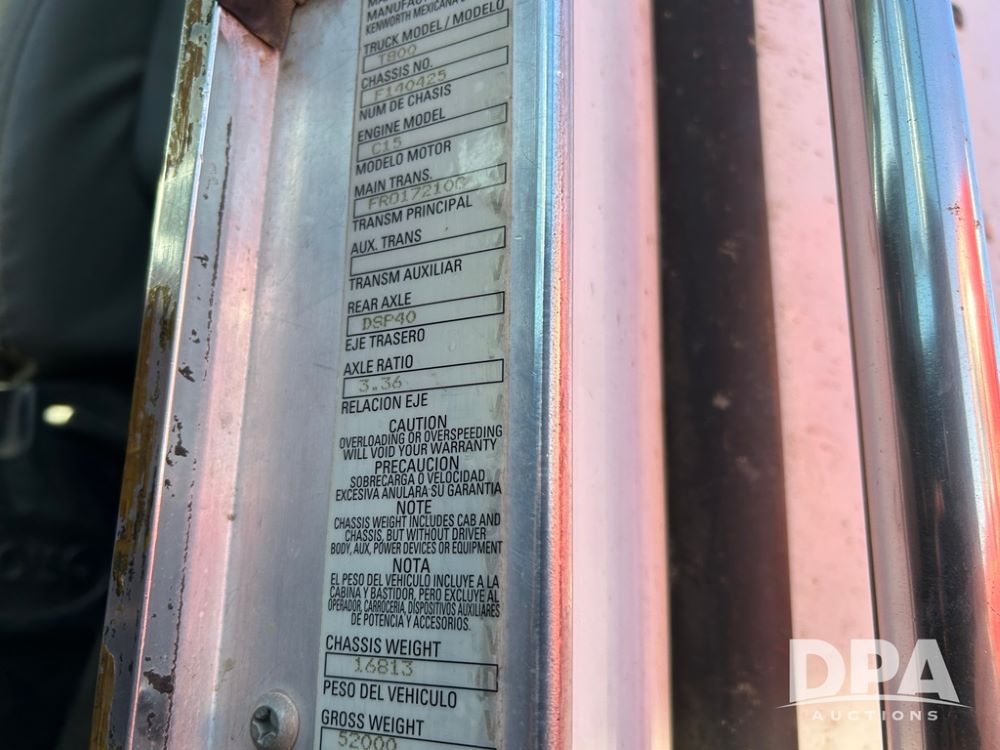 MANUFAC
KENWORTH MEXICANA
TRUCK MODEL / MODELO
T800
CHASSIS NO.
F140425
NUM DE CHASIS
ENGINE MODEL
C15
MODELO MOTOR
MAIN TRANS.
FRO17210C
TRANSM PRINCIPAL
AUX. TRANS
TRANSM AUXILIAR
REAR AXLE
DSP40
EJE TRASERO
AXLE RATIO
3.36
RELACION EJE
CAUTION
OVERLOADING OR OVERSPEEDING
WILL VOID YOUR WARRANTY
PRECAUCION
SOBRECARGA O VELOCIDAD
EXCESIVA ANULARA SU GARANTIA
NOTE
CHASSIS WEIGHT INCLUDES CAB AND
CHASSIS, BUT WITHOUT DRIVER
BODY, AUX, POWER DEVICES OR EQUIPMENT
NOTA
EL PESO DEL VEHICULO INCLUYE A LA
CABINA Y BASTIDOR, PERO EXCLUYE AL
OPERADOR, CARROCERIA, DISPOSITIVOS AUXILIARES
DE POTENCIA Y ACCESORIOS.
CHASSIS WEIGHT
16813
PESO DEL VEHICULO
GROSS WEIGHT
52000
DPA
AUCTIONS